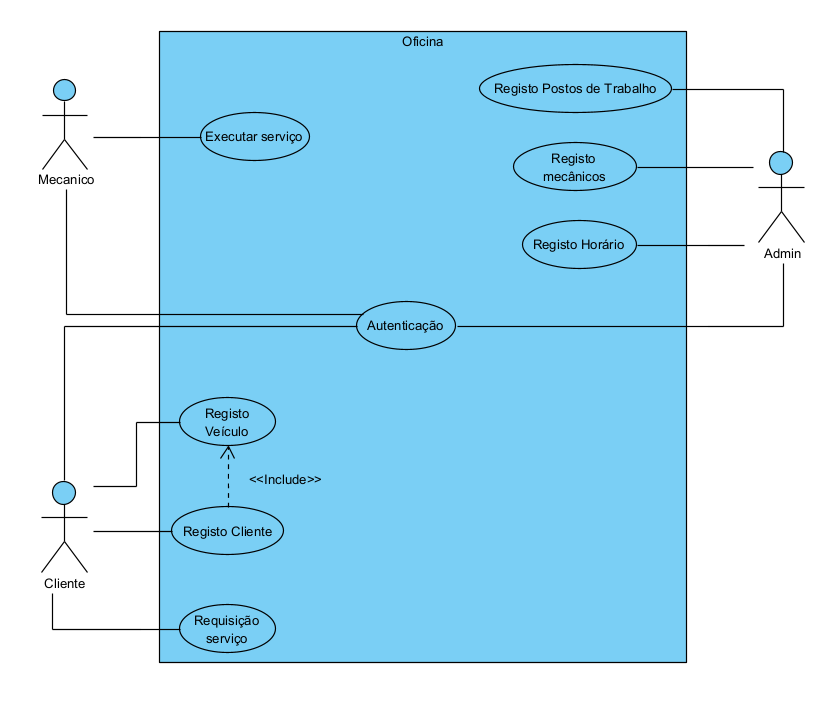 Oficina
Registo Postos de Trabalho
Executar serviço
Registo
mecânicos
Mecanico
Registo Horário
Admin
Autenticação
Registo
Veículo
<<Include>>
Registo Cliente
Cliente
Requisição
serviço